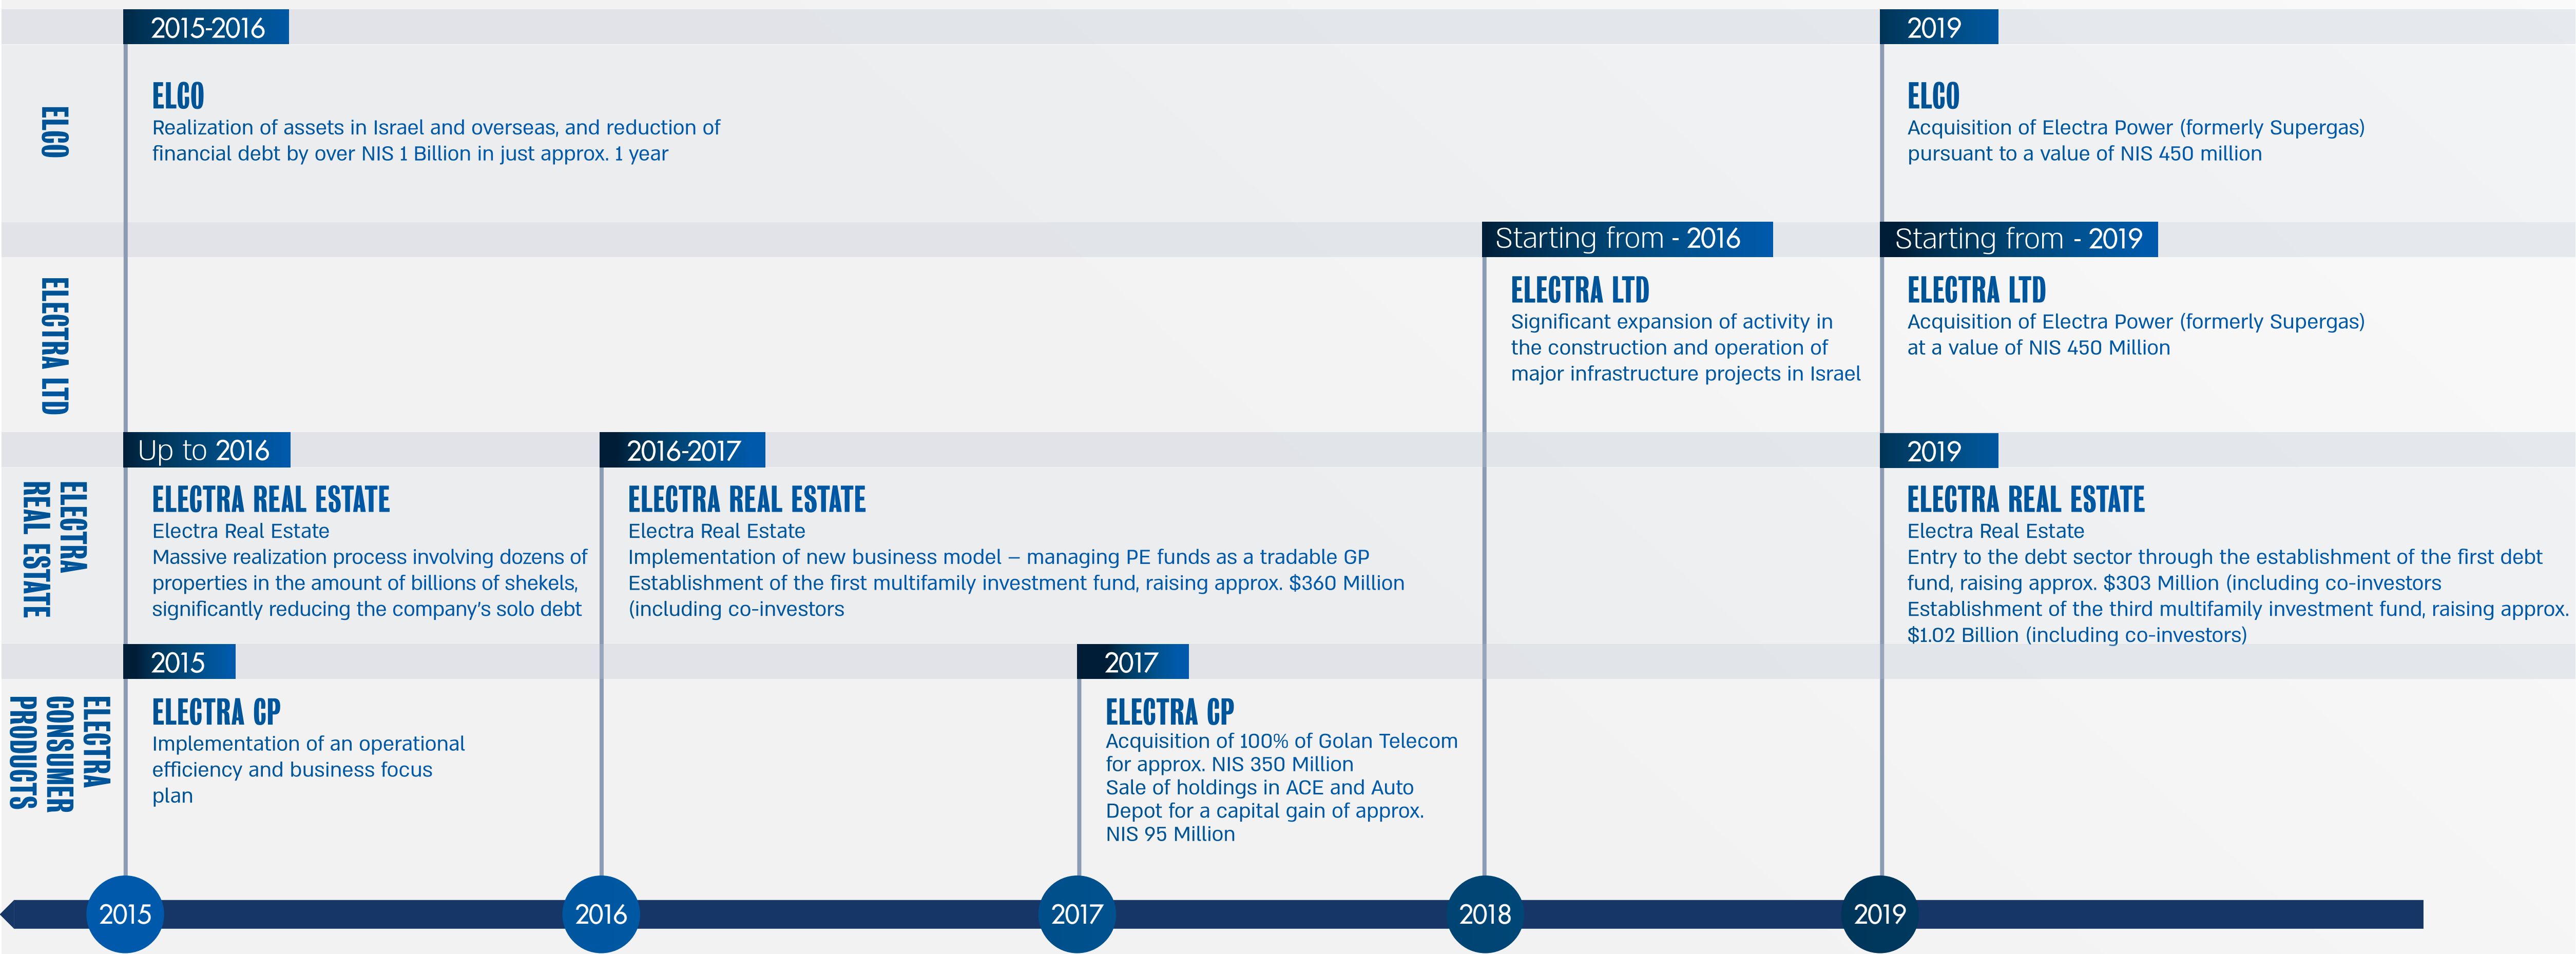 2015-2016
2019
ELCO
ELCO
Realization of assets in Israel and overseas, and reduction of
financial debt by over NIS 1 Billion in just approx. 1 year
ELCO
Acquisition of Electra Power (formerly Supergas)
pursuant to a value of NIS 450 million
Starting from - 2016
Starting from - 2019
ELECTRA LTD
ELECTRA LTD
Significant expansion of activity in
the construction and operation of
major infrastructure projects in Israel
ELECTRA LTD
Acquisition of Electra Power (formerly Supergas)
at a value of NIS 450 Million
Up to 2016
2016-2017
2019
ELECTRA
REAL ESTATE
ELECTRA REAL ESTATE
Electra Real Estate
Massive realization process involving dozens of
properties in the amount of billions of shekels,
significantly reducing the company's solo debt
ELECTRA REAL ESTATE
Electra Real Estate
Implementation of new business model – managing PE funds as a tradable GP
Establishment of the first multifamily investment fund, raising approx. $360 Million
(including co-investors
ELECTRA REAL ESTATE
Electra Real Estate
Entry to the debt sector through the establishment of the first debt
fund, raising approx. $303 Million (including co-investors
Establishment of the third multifamily investment fund, raising approx.
$1.02 Billion (including co-investors)
2015
2017
ELECTRA
CONSUMER
PRODUCTS
ELECTRA CP
Implementation of an operational
efficiency and business focus
plan
ELECTRA CP
Acquisition of 100% of Golan Telecom
for approx. NIS 350 Million
Sale of holdings in ACE and Auto
Depot for a capital gain of approx.
NIS 95 Million
2015
2016
2017
2018
2019